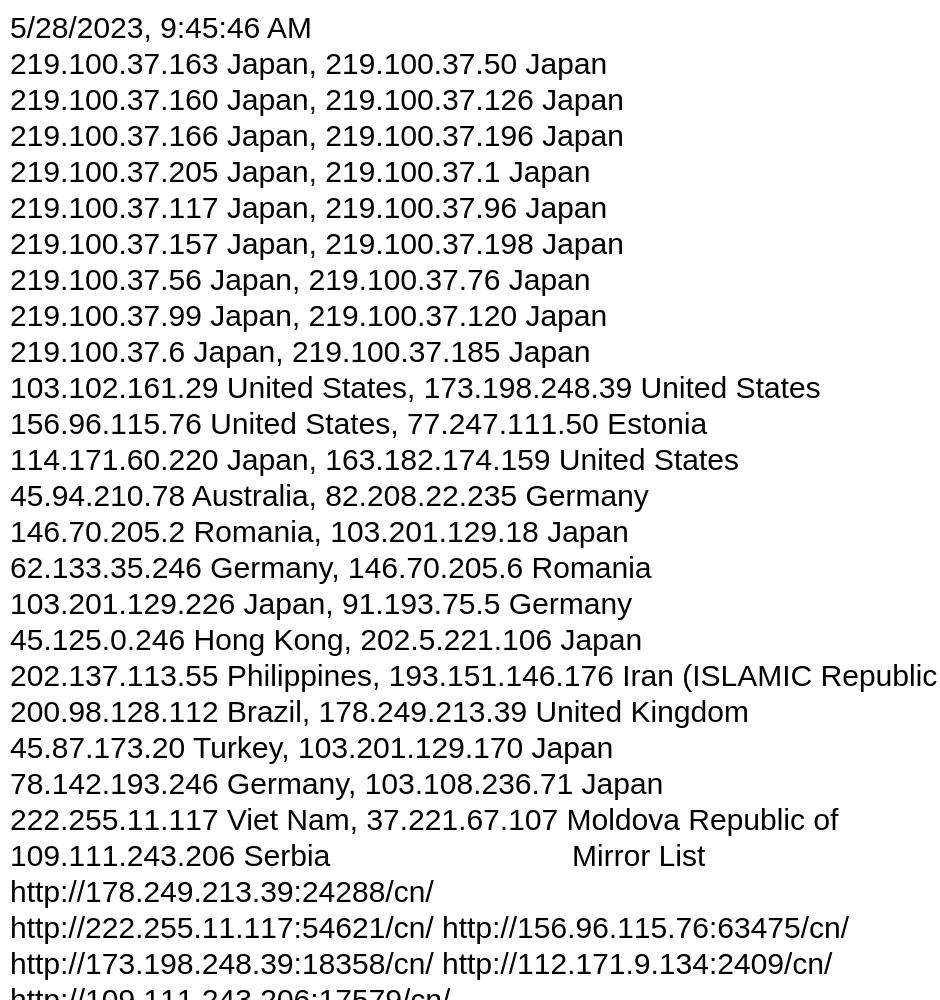 5/28/2023, 9:45:46 AM
219.100.37.163 Japan, 219.100.37.50 Japan
219.100.37.160 Japan, 219.100.37.126 Japan
219.100.37.166 Japan, 219.100.37.196 Japan
219.100.37.205 Japan, 219.100.37.1 Japan
219.100.37.117 Japan, 219.100.37.96 Japan
219.100.37.157 Japan, 219.100.37.198 Japan
219.100.37.56 Japan, 219.100.37.76 Japan
219.100.37.99 Japan, 219.100.37.120 Japan
219.100.37.6 Japan, 219.100.37.185 Japan
103.102.161.29 United States, 173.198.248.39 United States
156.96.115.76 United States, 77.247.111.50 Estonia
114.171.60.220 Japan, 163.182.174.159 United States
45.94.210.78 Australia, 82.208.22.235 Germany
146.70.205.2 Romania, 103.201.129.18 Japan
62.133.35.246 Germany, 146.70.205.6 Romania
103.201.129.226 Japan, 91.193.75.5 Germany
45.125.0.246 Hong Kong, 202.5.221.106 Japan
202.137.113.55 Philippines, 193.151.146.176 Iran (ISLAMIC Republic
200.98.128.112 Brazil, 178.249.213.39 United Kingdom
45.87.173.20 Turkey, 103.201.129.170 Japan
78.142.193.246 Germany, 103.108.236.71 Japan
222.255.11.117 Viet Nam, 37.221.67.107 Moldova Republic of
109.111.243.206 Serbia Mirror List
http://178.249.213.39:24288/cn/
http://222.255.11.117:54621/cn/ http://156.96.115.76:63475/cn/
http://173.198.248.39:18358/cn/ http://112.171.9.134:2409/cn/
http://109.111.243.206:17579/cn/